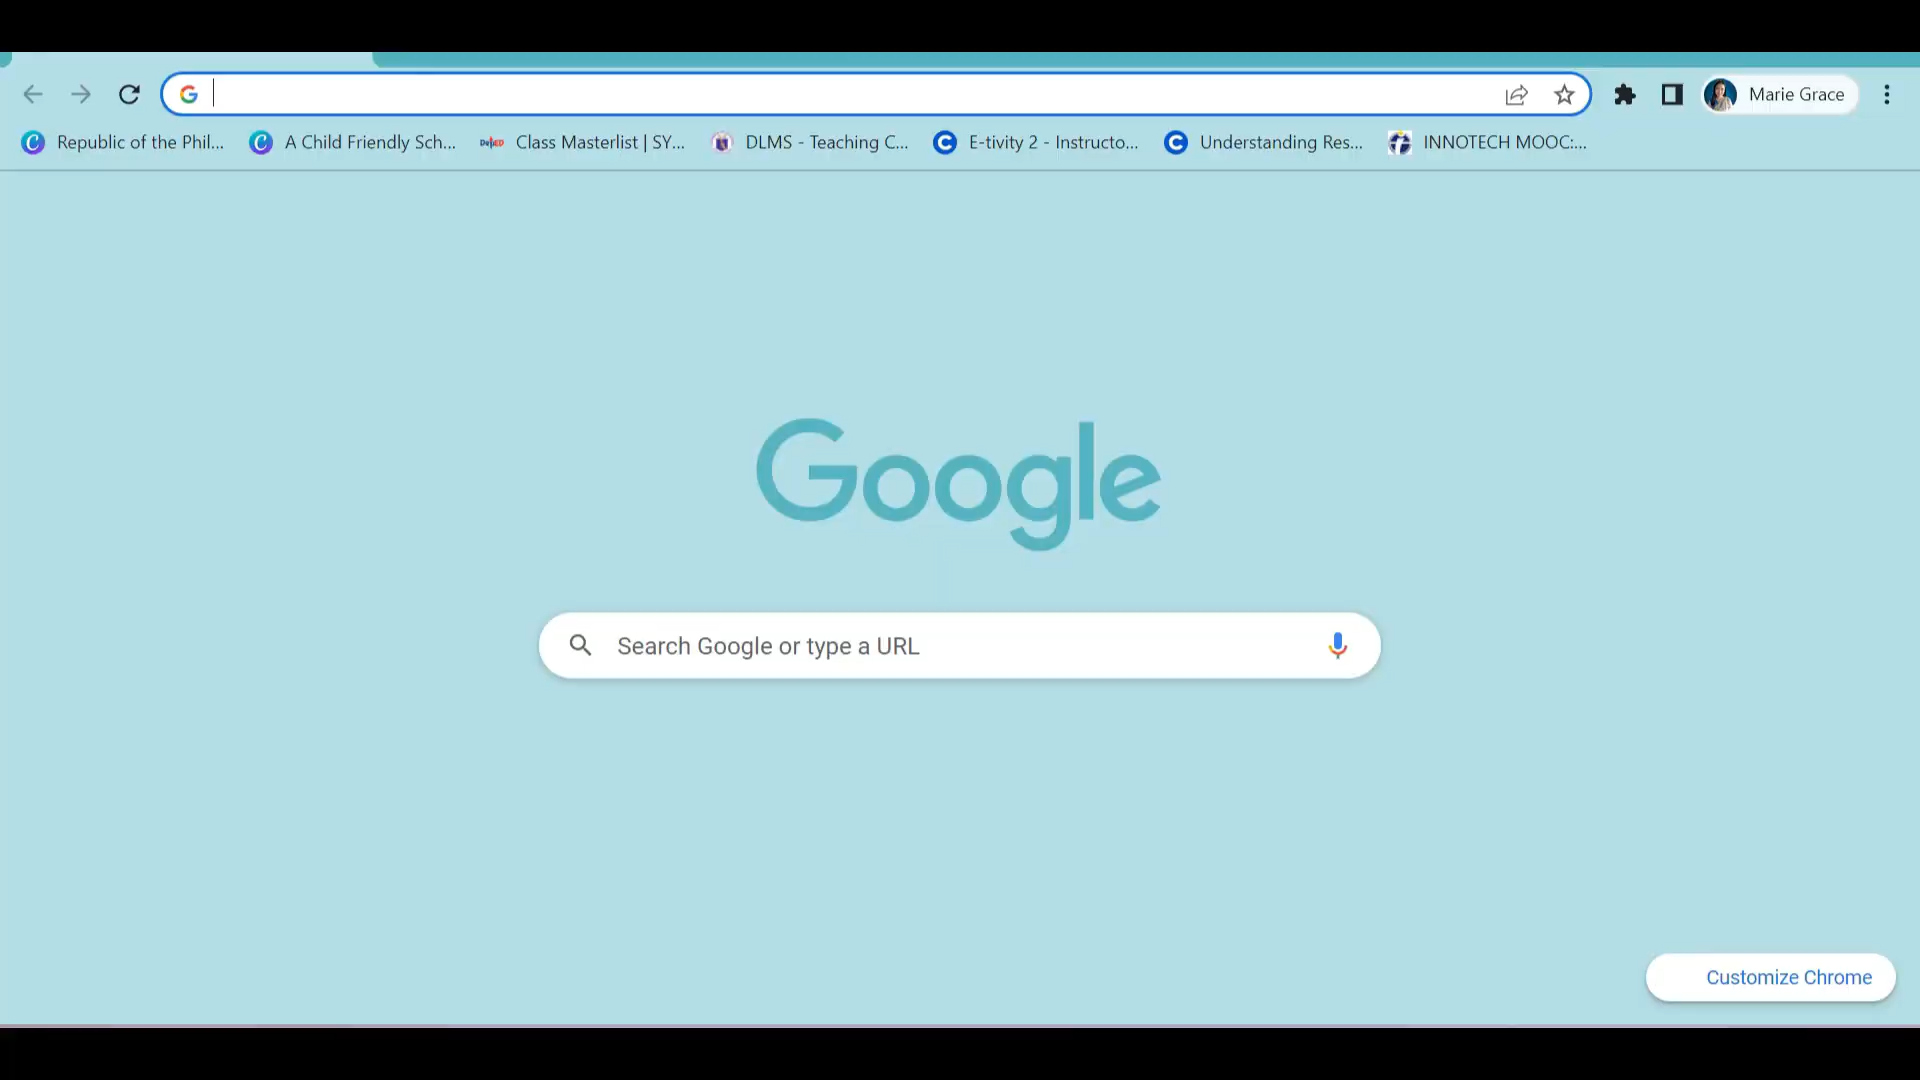 Marie Grace
Republic of the Phil...
A Child Friendly Sch...
DepED
Class Masterlist | SY...
DLMS - Teaching C...
E-tivity 2 - Instructo...
Understanding Res...
INNOTECH MOOC:...
Google
Search Google or type a URL
Customize Chrome